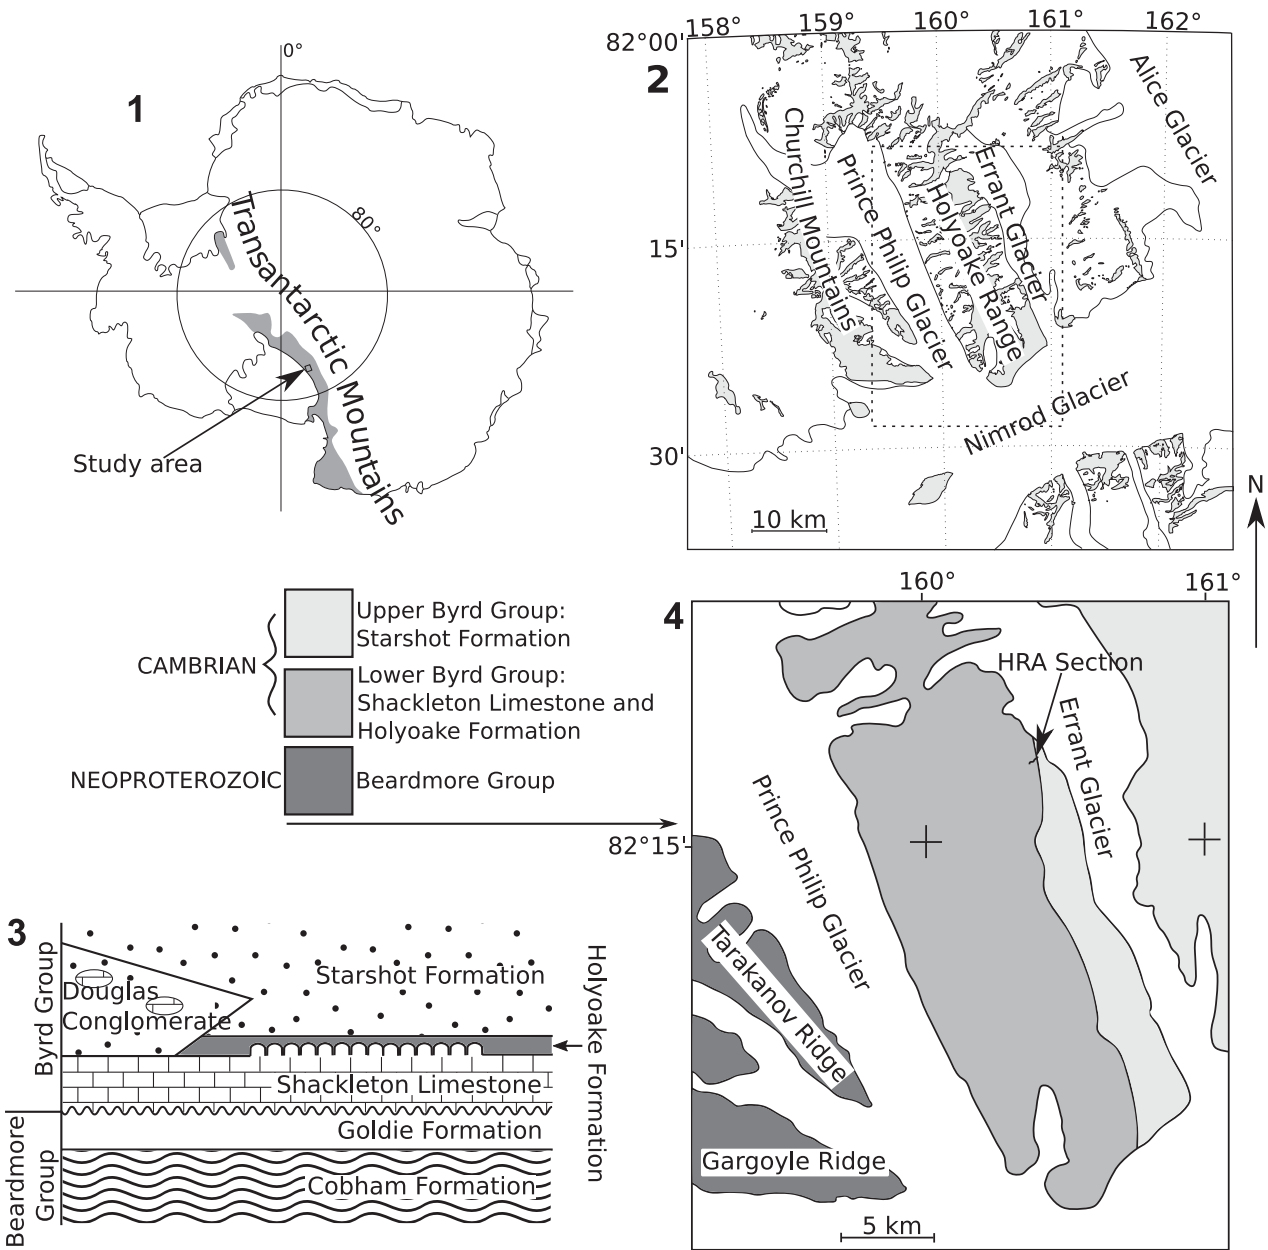 1
0°
80°
Transantarctic Mountains
Study area
2
158°
159°
160°
161°
162°
82°00'
15'
30'
Churchill Mountains
Prince Philip Glacier
Holyoake Range
Errant Glacier
Alice Glacier
Nimrod Glacier
10 km
N
CAMBRIAN
Upper Byrd Group:
Starshot Formation
Lower Byrd Group:
Shackleton Limestone and
Holyoake Formation
NEOPROTEROZOIC
Beardmore Group
3
Byrd Group
Beardmore
Group
Starshot Formation
Douglas
Conglomerate
Shackleton Limestone
Goldie Formation
Cobham Formation
Holyoake Formation
4
160°
161°
82°15'
HRA Section
Errant Glacier
Prince Philip Glacier
Tarakanov Ridge
Gargoyle Ridge
5 km